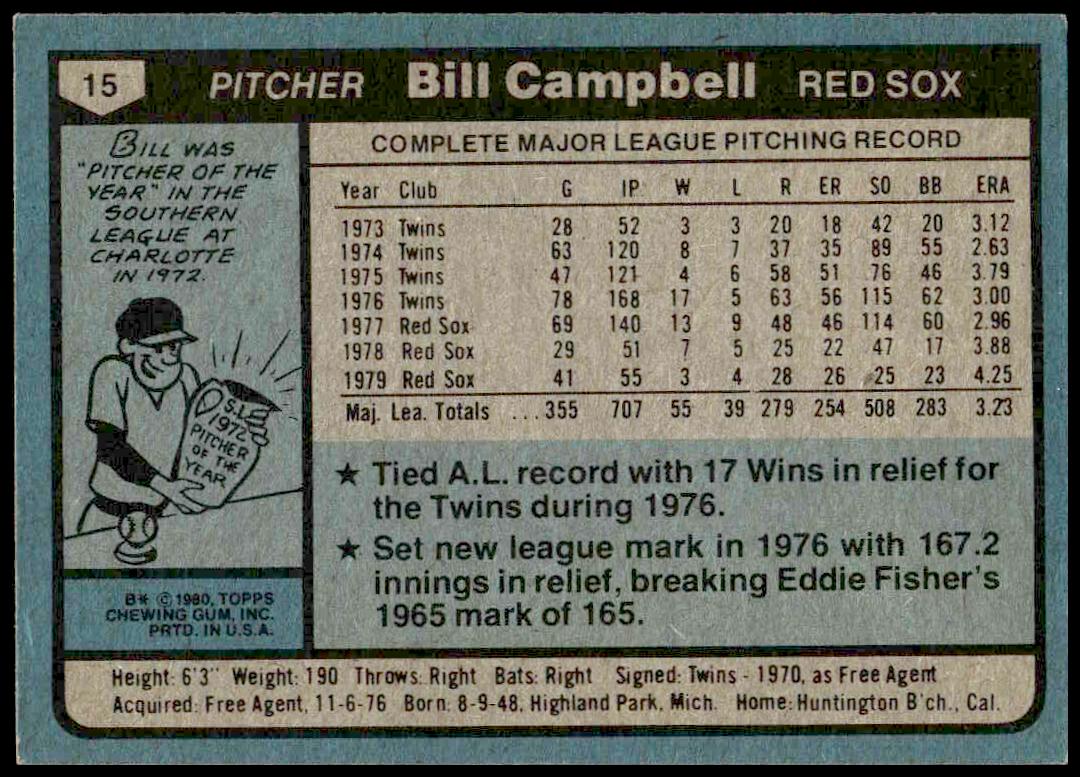 15 PITCHER Bill Campbell RED SOX
BILL WAS
"PITCHER OF THE
YEAR" IN THE
SOUTHERN
LEAGUE AT
CHARLOTTE
IN 1972.
S.L.
1972
PITCHER
OF THE
YEAR
B* © 1980, TOPPS
CHEWING GUM, INC.
PRTD. IN U.S.A.
COMPLETE MAJOR LEAGUE PITCHING RECORD
Year Club G IP W L R ER SO BB ERA
1973 Twins 28 52 3 3 20 18 42 20 3.12
1974 Twins 63 120 8 7 37 35 89 55 2.63
1975 Twins 47 121 4 6 58 51 76 46 3.79
1976 Twins 78 168 17 5 63 56 115 62 3.00
1977 Red Sox 69 140 13 9 48 46 114 60 2.96
1978 Red Sox 29 51 7 5 25 22 47 17 3.88
1979 Red Sox 41 55 3 4 28 26 25 23 4.25
Maj. Lea. Totals ...355 707 55 39 279 254 508 283 3.23
★ Tied A.L. record with 17 Wins in relief for
the Twins during 1976.
★ Set new league mark in 1976 with 167.2
innings in relief, breaking Eddie Fisher's
1965 mark of 165.
Height: 6'3" Weight: 190 Throws: Right Bats: Right Signed: Twins - 1970, as Free Agent
Acquired: Free Agent, 11-6-76 Born: 8-9-48, Highland Park, Mich. Home: Huntington B'ch., Cal.